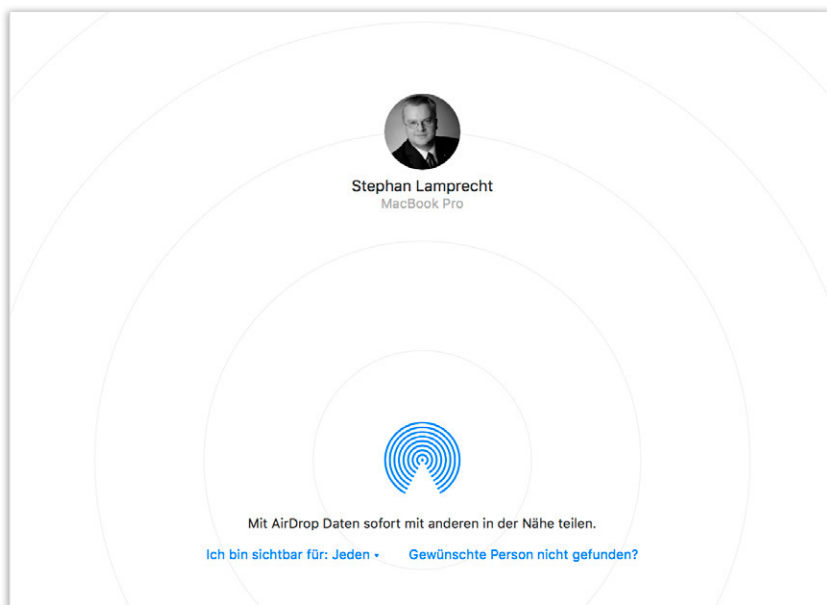 Stephan Lamprecht
MacBook Pro
Mit AirDrop Daten sofort mit anderen in der Nähe teilen.
Ich bin sichtbar für: Jeden Gewünschte Person nicht gefunden?